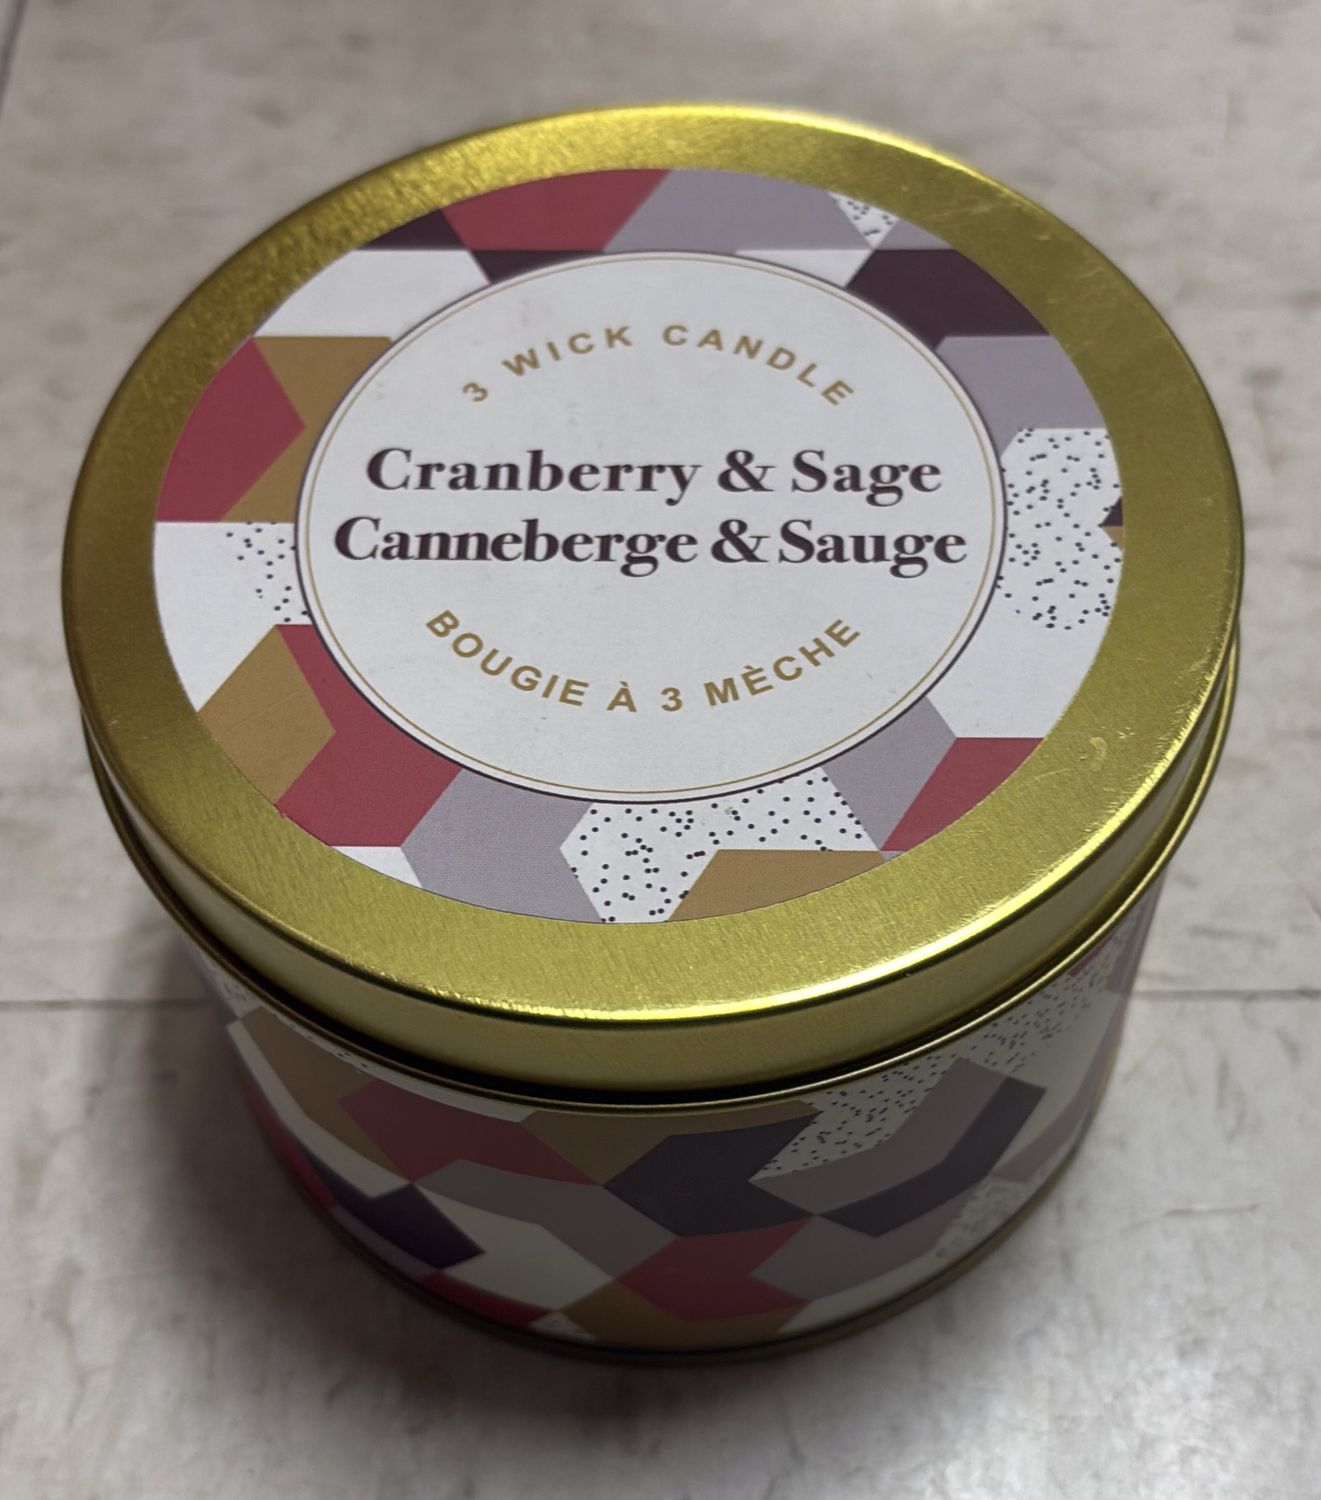 3 WICK CANDLE
Cranberry & Sage
Canneberge & Sauge
BOUGIE À 3 MÈCHE